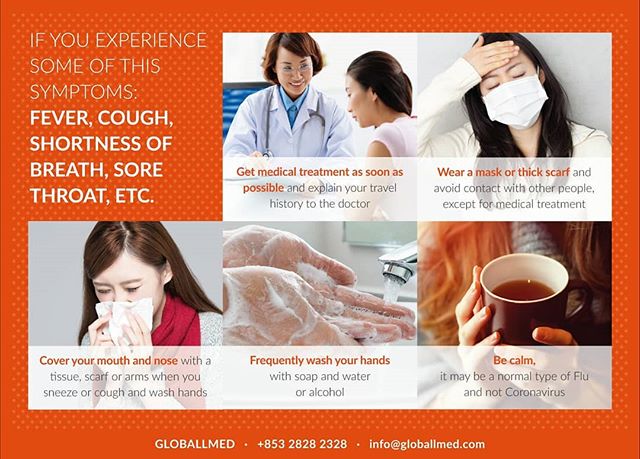 IF YOU EXPERIENCE
SOME OF THIS
SYMPTOMS:
FEVER, COUGH,
SHORTNESS OF
BREATH, SORE
THROAT, ETC.
Get medical treatment as soon as
possible and explain your travel
history to the doctor
Wear a mask or thick scarf and
avoid contact with other people,
except for medical treatment
Cover your mouth and nose with a
tissue, scarf or arms when you
sneeze or cough and wash hands
Frequently wash your hands
with soap and water
or alcohol
Be calm,
it may be a normal type of Flu
and not Coronavirus
GLOBALLMED · +853 2828 2328 · info@globallmed.com